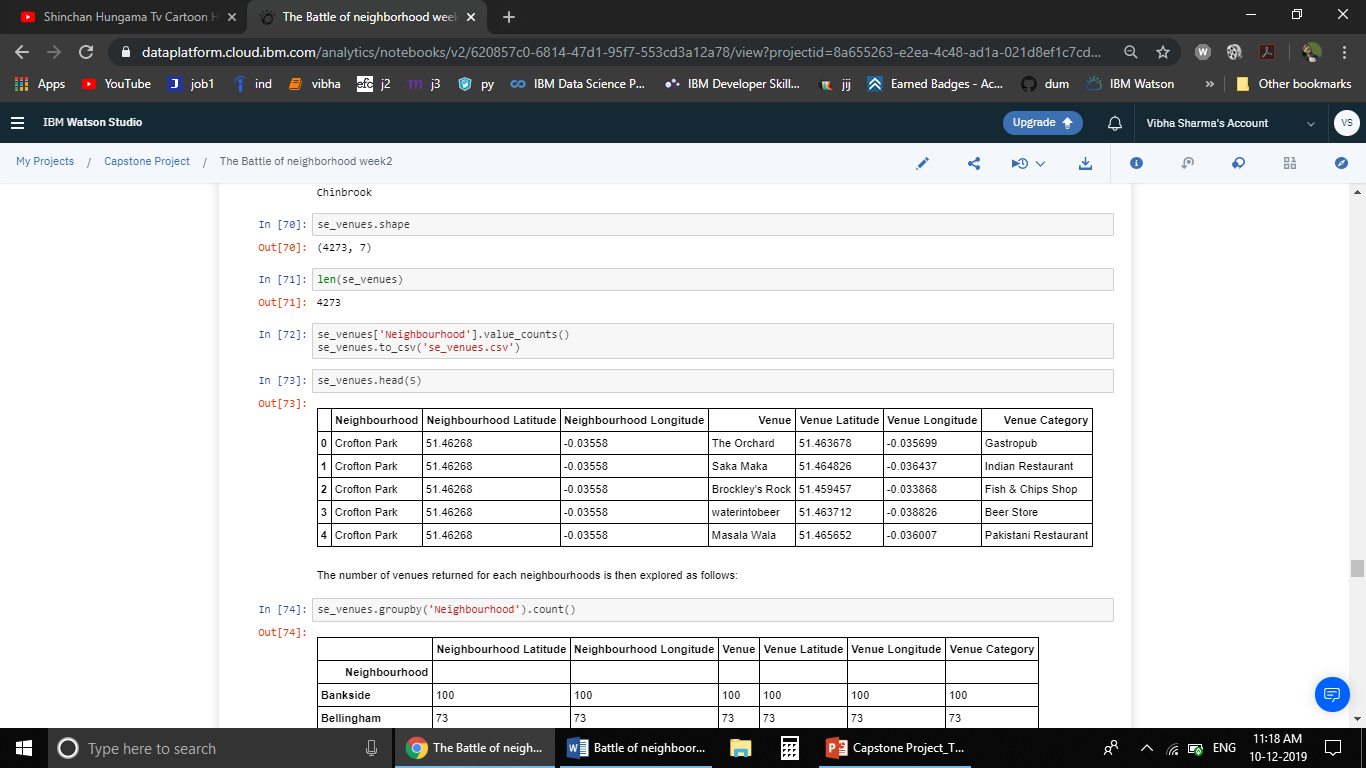 Shinchan Hungama Tv Cartoon H
The Battle of neighborhood week
dataplatform.cloud.ibm.com/analytics/notebooks/v2/620857c0-6814-47d1-95f7-553cd3a12a78/view?projectid=8a655263-e2ea-4c48-ad1a-021d8ef1c7cd...
Apps YouTube job1 ind vibha efc j2 m j3 py IBM Data Science P... IBM Developer Skill... jij Earned Badges - Ac... dum IBM Watson » Other bookmarks
IBM Watson Studio Upgrade Vibha Sharma's Account VS
My Projects / Capstone Project / The Battle of neighborhood week2
Chinbrook
In [70]: se_venues.shape
Out[70]: (4273, 7)
In [71]: len(se_venues)
Out[71]: 4273
In [72]: se_venues['Neighbourhood'].value_counts()
se_venues.to_csv('se_venues.csv')
In [73]: se_venues.head(5)
Out[73]:
Neighbourhood Neighbourhood Latitude Neighbourhood Longitude Venue Venue Latitude Venue Longitude Venue Category
0 Crofton Park 51.46268 -0.03558 The Orchard 51.463678 -0.035699 Gastropub
1 Crofton Park 51.46268 -0.03558 Saka Maka 51.464826 -0.036437 Indian Restaurant
2 Crofton Park 51.46268 -0.03558 Brockley's Rock 51.459457 -0.033868 Fish & Chips Shop
3 Crofton Park 51.46268 -0.03558 waterintobeer 51.463712 -0.038826 Beer Store
4 Crofton Park 51.46268 -0.03558 Masala Wala 51.465652 -0.036007 Pakistani Restaurant
The number of venues returned for each neighbourhoods is then explored as follows:
In [74]: se_venues.groupby('Neighbourhood').count()
Out[74]:
Neighbourhood Latitude Neighbourhood Longitude Venue Venue Latitude Venue Longitude Venue Category
Neighbourhood
Bankside 100 100 100 100 100 100
Bellingham 73 73 73 73 73 73
Type here to search The Battle of neigh... Battle of neighboor... Capstone Project_T... ENG 11:18 AM
10-12-2019